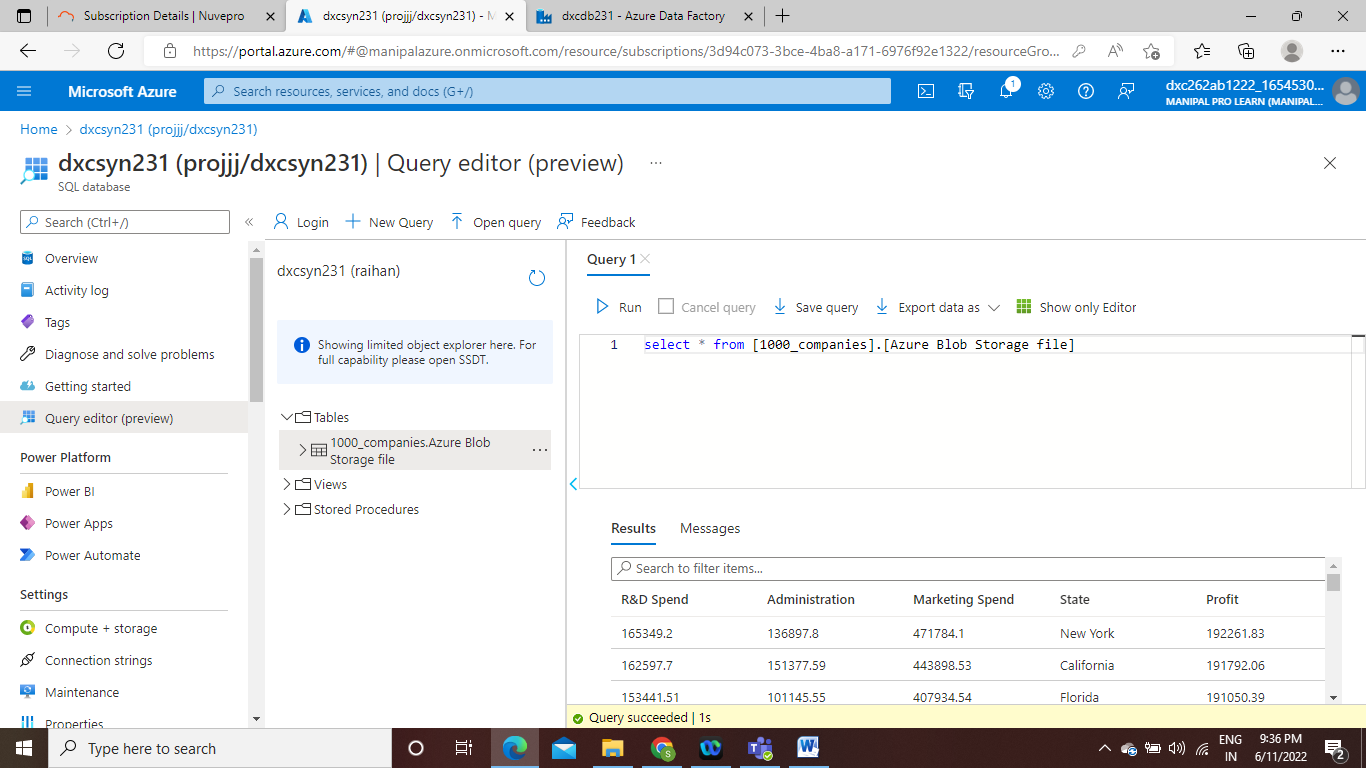 Subscription Details | Nuvepro
dxcsyn231 (projjj/dxcsyn231) - M
dxcdb231 - Azure Data Factory
https://portal.azure.com/#@manipalazure.onmicrosoft.com/resource/subscriptions/3d94c073-3bce-4ba8-a171-6976f92e1322/resourceGro...
Microsoft Azure
Search resources, services, and docs (G+/)
1
dxc262ab1222_1654530...
MANIPAL PRO LEARN (MANIPAL...
Home > dxcsyn231 (projjj/dxcsyn231)
dxcsyn231 (projjj/dxcsyn231) | Query editor (preview) ...
SQL database
Search (Ctrl+/)
Overview
Activity log
Tags
Diagnose and solve problems
Getting started
Query editor (preview)
Power Platform
Power BI
Power Apps
Power Automate
Settings
Compute + storage
Connection strings
Maintenance
Properties
Login
New Query
Open query
Feedback
dxcsyn231 (raihan)
Showing limited object explorer here. For
full capability please open SSDT.
Tables
1000_companies.Azure Blob
Storage file
...
Views
Stored Procedures
Query 1
Run
Cancel query
Save query
Export data as
Show only Editor
1 select * from [1000_companies].[Azure Blob Storage file]
Results
Messages
Search to filter items...
R&D Spend Administration Marketing Spend State Profit
165349.2 136897.8 471784.1 New York 192261.83
162597.7 151377.59 443898.53 California 191792.06
153441.51 101145.55 407934.54 Florida 191050.39
Query succeeded | 1s
Type here to search
ENG
IN
9:36 PM
6/11/2022
2